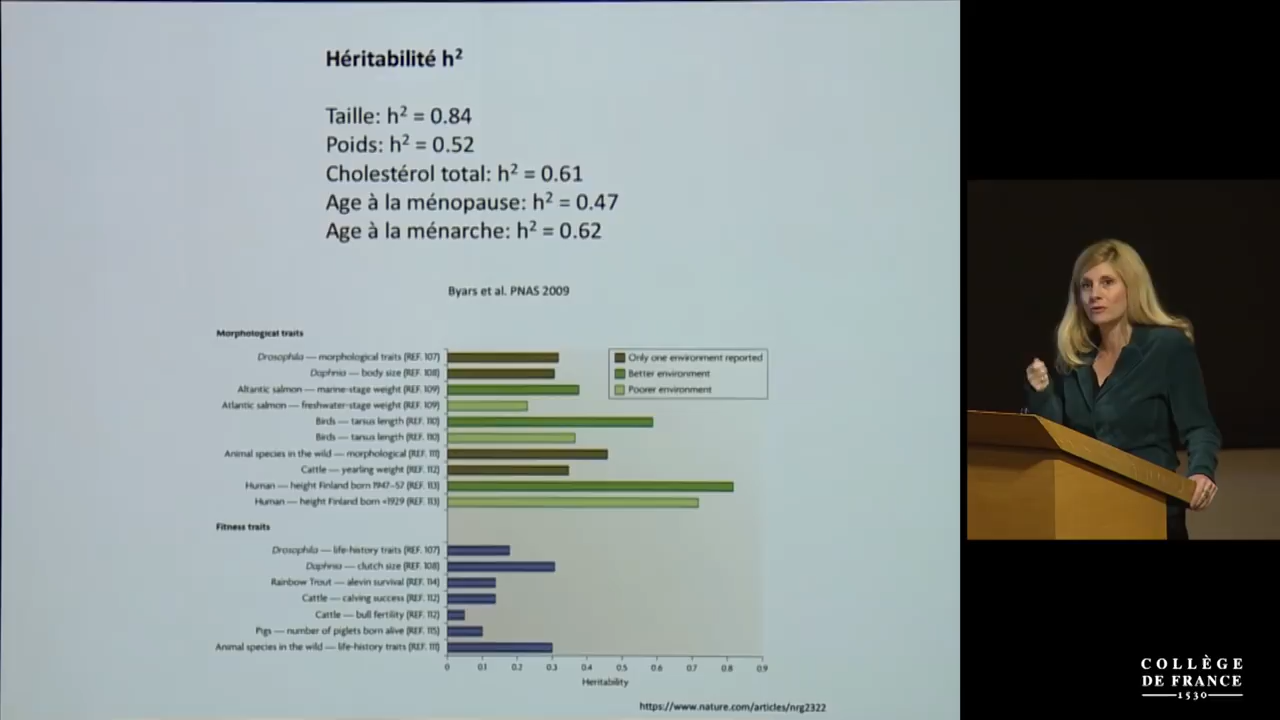 Héritabilité h²
Taille: h² = 0.84
Poids: h² = 0.52
Cholestérol total: h² = 0.61
Age à la ménopause: h² = 0.47
Age à la ménarche: h² = 0.62
Byars et al. PNAS 2009
Morphological traits
Drosophila — morphological traits (REF. 107)
Daphnia — body size (REF. 108)
Altantic salmon — marine-stage weight (REF. 109)
Atlantic salmon — freshwater-stage weight (REF. 109)
Birds — tarsus length (REF. 110)
Birds — tarsus length (REF. 110)
Animal species in the wild — morphological (REF. 111)
Cattle — yearling weight (REF. 112)
Human — height Finland born 1947–57 (REF. 113)
Human — height Finland born <1929 (REF. 113)
Only one environment reported
Better environment
Poorer environment
Fitness traits
Drosophila — life-history traits (REF. 107)
Daphnia — clutch size (REF. 108)
Rainbow Trout — alevin survival (REF. 114)
Cattle — calving success (REF. 112)
Cattle — bull fertility (REF. 112)
Pigs — number of piglets born alive (REF. 115)
Animal species in the wild — life-history traits (REF. 111)
0 0.1 0.2 0.3 0.4 0.5 0.6 0.7 0.8 0.9
Heritability
https://www.nature.com/articles/nrg2322
COLLÈGE
DE FRANCE
1530